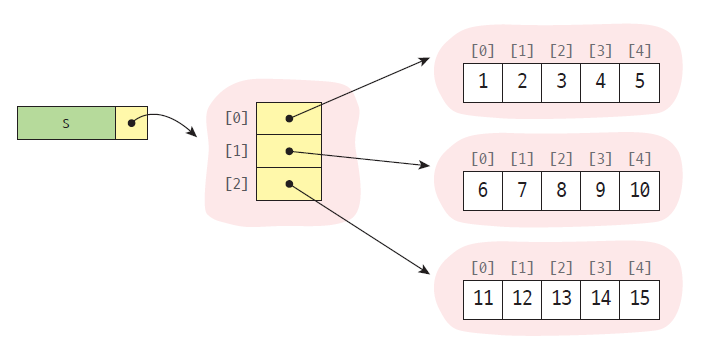 s
[0]
[1]
[2]
[0] [1] [2] [3] [4]
1 2 3 4 5
[0] [1] [2] [3] [4]
6 7 8 9 10
[0] [1] [2] [3] [4]
11 12 13 14 15